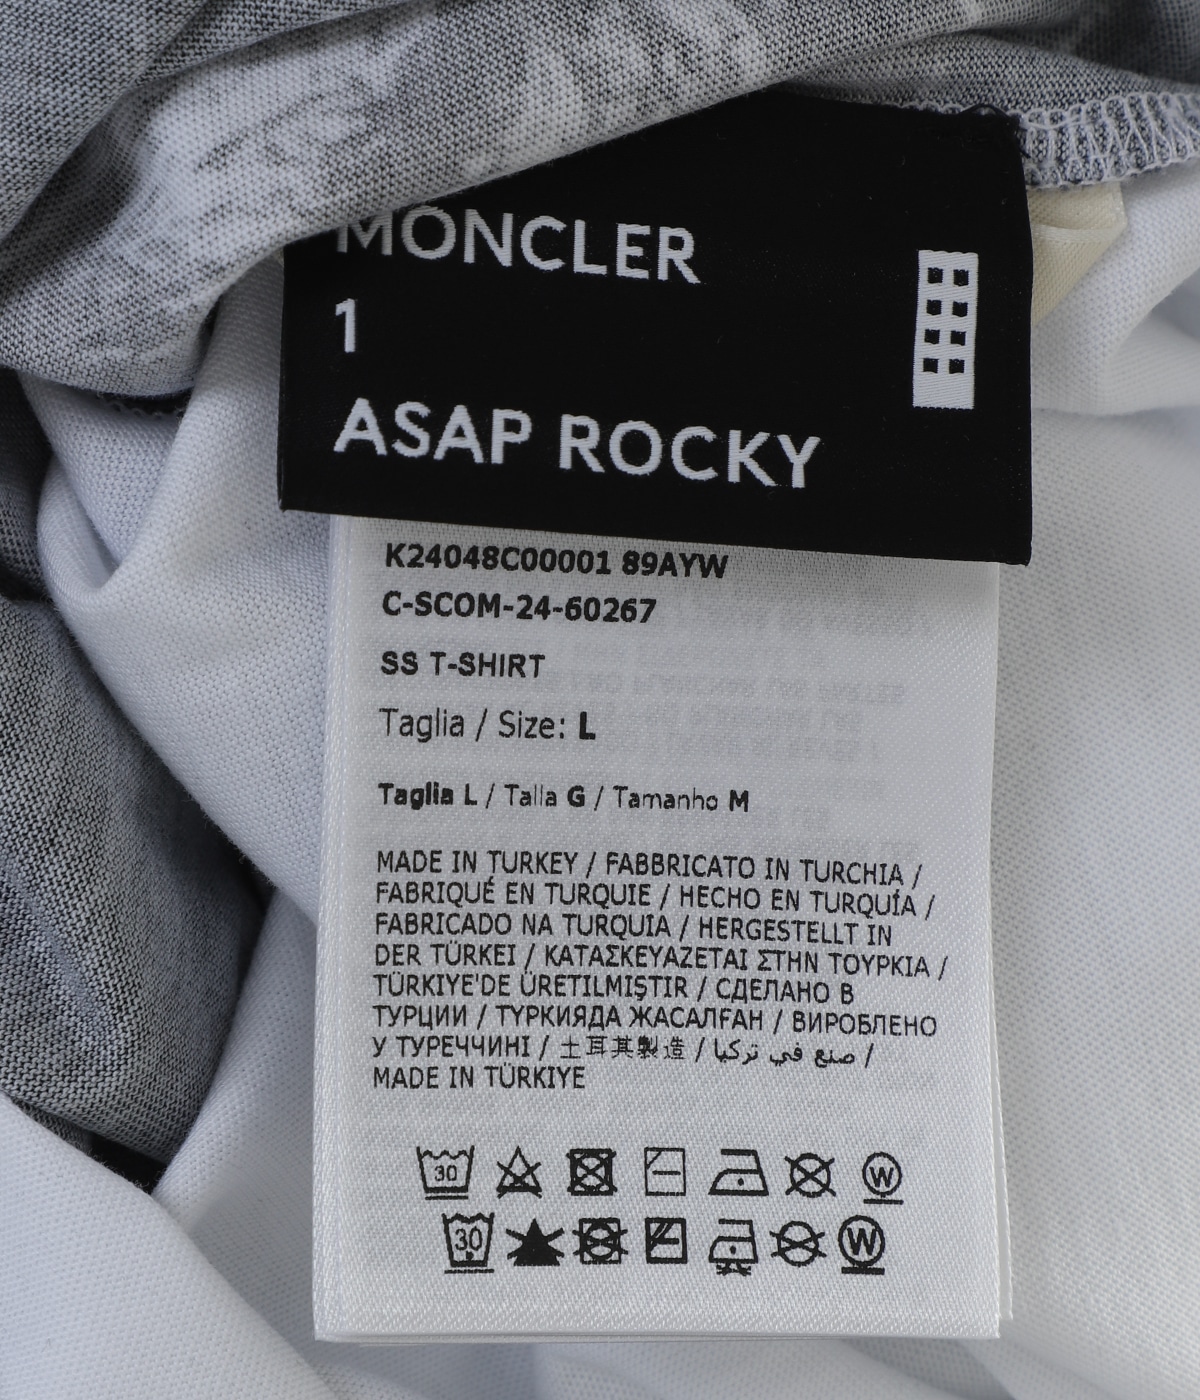 MONCLER
1
ASAP ROCKY
K24048C00001 89AYW
C-SCOM-24-60267
SS T-SHIRT
Taglia / Size: L
Taglia L / Talla G / Tamanho M
MADE IN TURKEY / FABBRICATO IN TURCHIA /
FABRIQUÉ EN TURQUIE / HECHO EN TURQUÍA /
FABRICADO NA TURQUIA / HERGESTELLT IN
DER TÜRKEI / ΚΑΤΑΣΚΕΥΑΖΕΤΑΙ ΣΤΗΝ ΤΟΥΡΚΙΑ /
TÜRKIYE'DE ÜRETILMIŞTIR / СДЕЛАНО В
ТУРЦИИ / ТҮРКИЯДА ЖАСАЛҒАН / ВИРОБЛЕНО
У ТУРЕЧЧИНІ / 土耳其製造 / صنع في تركيا /
MADE IN TÜRKIYE
30 W
30 W